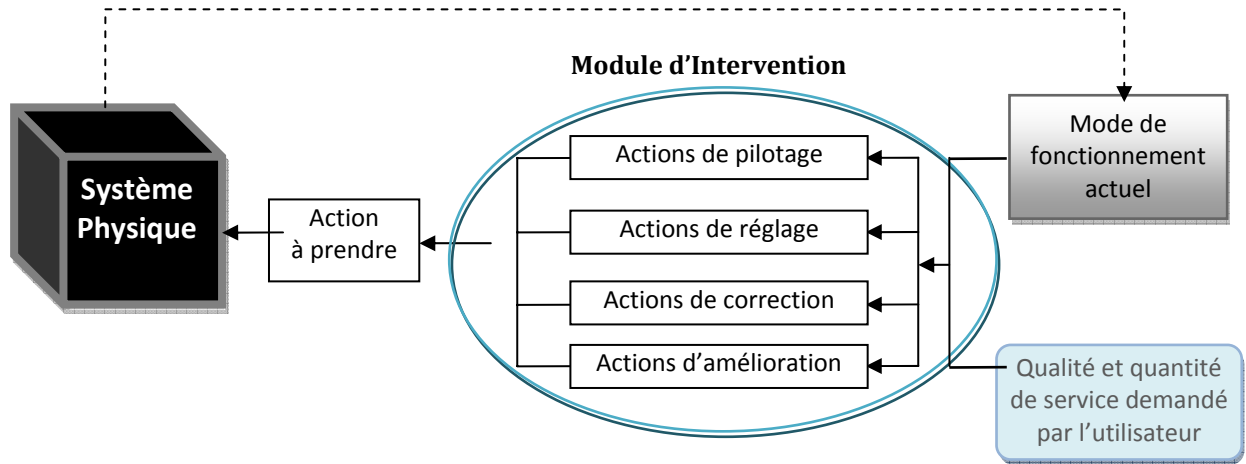 Module d'Intervention
Système
Physique
Action
à prendre
Actions de pilotage
Actions de réglage
Actions de correction
Actions d'amélioration
Mode de
fonctionnement
actuel
Qualité et quantité
de service demandé
par l'utilisateur